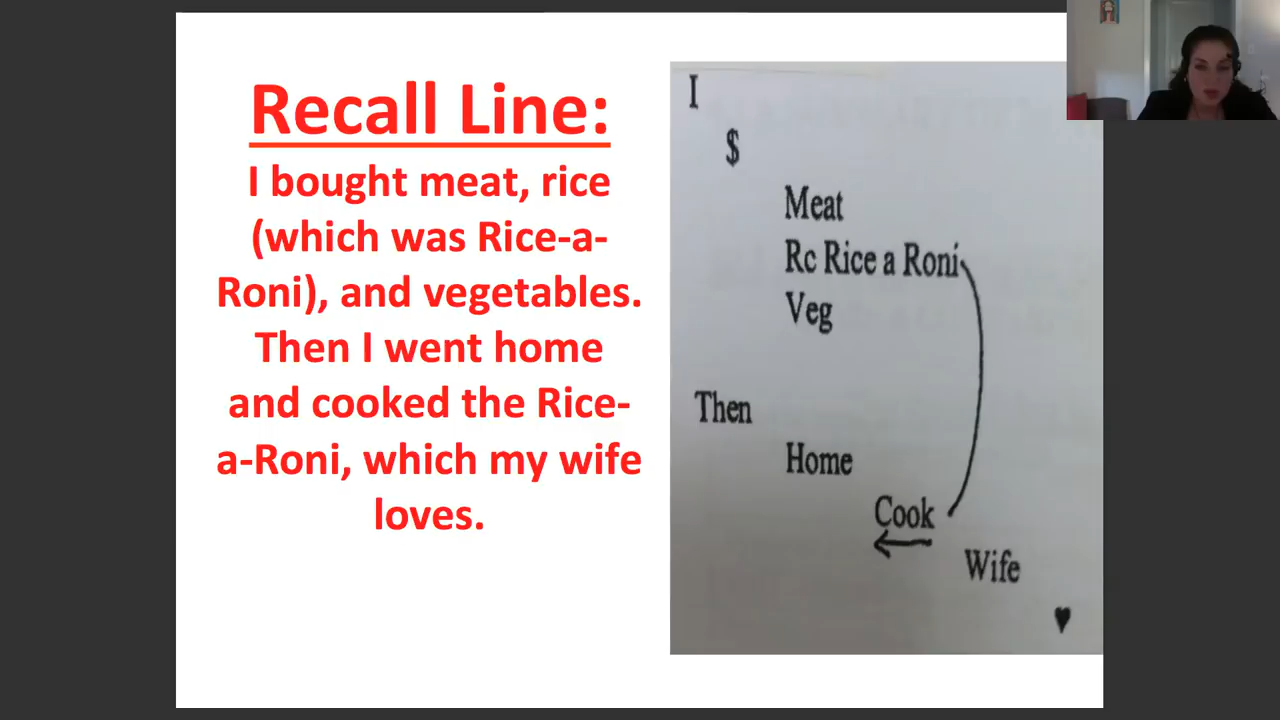 Recall Line:
I bought meat, rice
(which was Rice-a-
Roni), and vegetables.
Then I went home
and cooked the Rice-
a-Roni, which my wife
loves.
I
$
Meat
Rc Rice a Roni
Veg
Then
Home
Cook
Wife